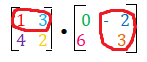 [1 3] • [0 - 2]
[4 2] [6 3]